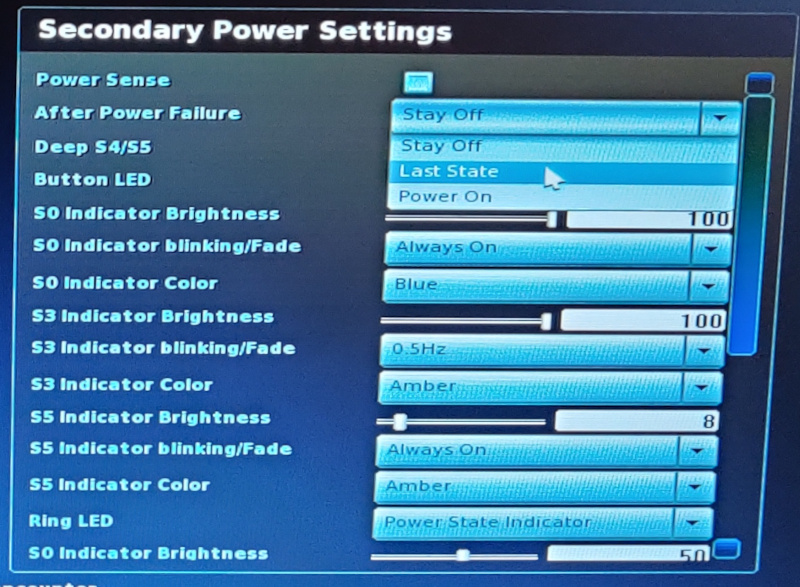 Secondary Power Settings
Power Sense
After Power Failure Stay Off
Deep S4/S5 Stay Off
Last State
Button LED Power On
S0 Indicator Brightness 100
S0 Indicator blinking/Fade Always On
S0 Indicator Color Blue
S3 Indicator Brightness 100
S3 Indicator blinking/Fade 0.5Hz
S3 Indicator Color Amber
S5 Indicator Brightness 8
S5 Indicator blinking/Fade Always On
S5 Indicator Color Amber
Ring LED Power State Indicator
S0 Indicator Brightness 50